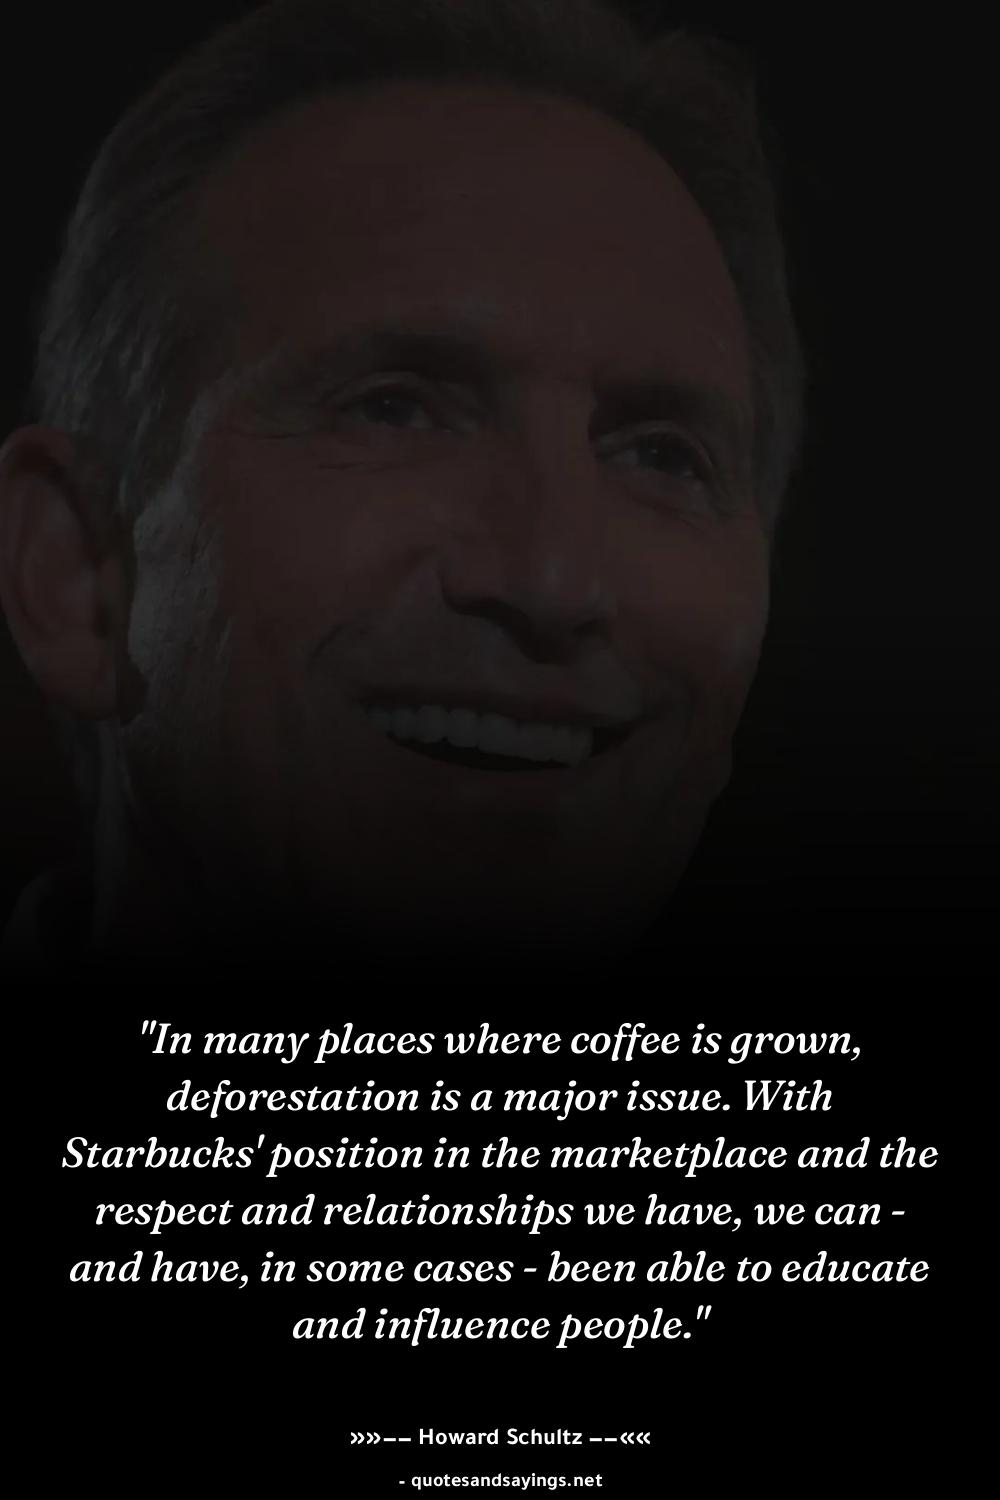 "In many places where coffee is grown,
deforestation is a major issue. With
Starbucks' position in the marketplace and the
respect and relationships we have, we can -
and have, in some cases - been able to educate
and influence people."
»»-- Howard Schultz --««
- quotesandsayings.net